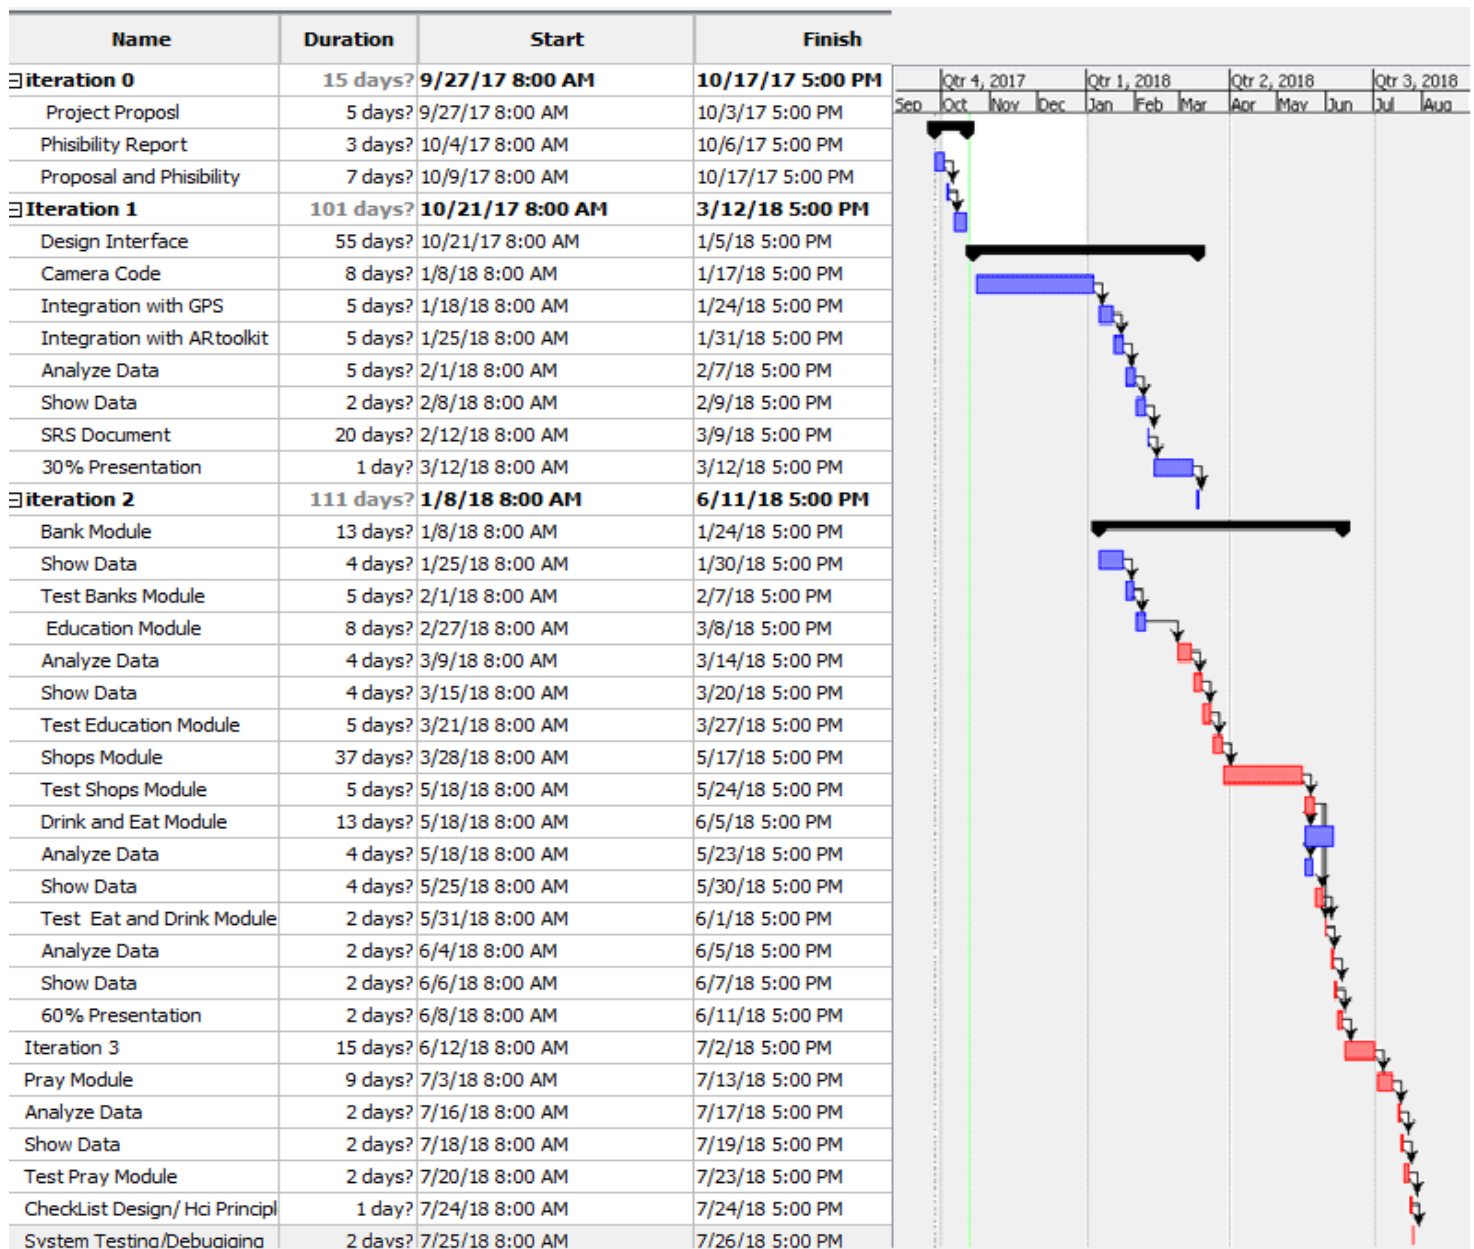 Name Duration Start Finish
iteration 0 15 days? 9/27/17 8:00 AM 10/17/17 5:00 PM
Qtr 4, 2017 Qtr 1, 2018 Qtr 2, 2018 Qtr 3, 2018
Sep Oct Nov Dec Jan Feb Mar Apr May Jun Jul Aug
Project Proposl 5 days? 9/27/17 8:00 AM 10/3/17 5:00 PM
Phisibility Report 3 days? 10/4/17 8:00 AM 10/6/17 5:00 PM
Proposal and Phisibility 7 days? 10/9/17 8:00 AM 10/17/17 5:00 PM
Iteration 1 101 days? 10/21/17 8:00 AM 3/12/18 5:00 PM
Design Interface 55 days? 10/21/17 8:00 AM 1/5/18 5:00 PM
Camera Code 8 days? 1/8/18 8:00 AM 1/17/18 5:00 PM
Integration with GPS 5 days? 1/18/18 8:00 AM 1/24/18 5:00 PM
Integration with ARtoolkit 5 days? 1/25/18 8:00 AM 1/31/18 5:00 PM
Analyze Data 5 days? 2/1/18 8:00 AM 2/7/18 5:00 PM
Show Data 2 days? 2/8/18 8:00 AM 2/9/18 5:00 PM
SRS Document 20 days? 2/12/18 8:00 AM 3/9/18 5:00 PM
30% Presentation 1 day? 3/12/18 8:00 AM 3/12/18 5:00 PM
iteration 2 111 days? 1/8/18 8:00 AM 6/11/18 5:00 PM
Bank Module 13 days? 1/8/18 8:00 AM 1/24/18 5:00 PM
Show Data 4 days? 1/25/18 8:00 AM 1/30/18 5:00 PM
Test Banks Module 5 days? 2/1/18 8:00 AM 2/7/18 5:00 PM
Education Module 8 days? 2/27/18 8:00 AM 3/8/18 5:00 PM
Analyze Data 4 days? 3/9/18 8:00 AM 3/14/18 5:00 PM
Show Data 4 days? 3/15/18 8:00 AM 3/20/18 5:00 PM
Test Education Module 5 days? 3/21/18 8:00 AM 3/27/18 5:00 PM
Shops Module 37 days? 3/28/18 8:00 AM 5/17/18 5:00 PM
Test Shops Module 5 days? 5/18/18 8:00 AM 5/24/18 5:00 PM
Drink and Eat Module 13 days? 5/18/18 8:00 AM 6/5/18 5:00 PM
Analyze Data 4 days? 5/18/18 8:00 AM 5/23/18 5:00 PM
Show Data 4 days? 5/25/18 8:00 AM 5/30/18 5:00 PM
Test Eat and Drink Module 2 days? 5/31/18 8:00 AM 6/1/18 5:00 PM
Analyze Data 2 days? 6/4/18 8:00 AM 6/5/18 5:00 PM
Show Data 2 days? 6/6/18 8:00 AM 6/7/18 5:00 PM
60% Presentation 2 days? 6/8/18 8:00 AM 6/11/18 5:00 PM
Iteration 3 15 days? 6/12/18 8:00 AM 7/2/18 5:00 PM
Pray Module 9 days? 7/3/18 8:00 AM 7/13/18 5:00 PM
Analyze Data 2 days? 7/16/18 8:00 AM 7/17/18 5:00 PM
Show Data 2 days? 7/18/18 8:00 AM 7/19/18 5:00 PM
Test Pray Module 2 days? 7/20/18 8:00 AM 7/23/18 5:00 PM
CheckList Design/ Hci Principl 1 day? 7/24/18 8:00 AM 7/24/18 5:00 PM
System Testing/Debugiging 2 days? 7/25/18 8:00 AM 7/26/18 5:00 PM